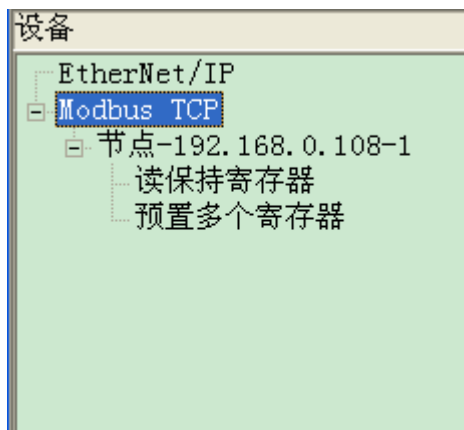 设备
EtherNet/IP
Modbus TCP
节点-192.168.0.108-1
读保持寄存器
预置多个寄存器